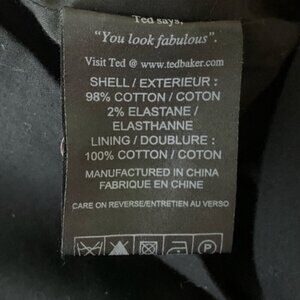 Ted says,
"You look fabulous".
Visit Ted @ www.tedbaker.com
SHELL / EXTERIEUR :
98% COTTON / COTON
2% ELASTANE /
ELASTHANNE
LINING / DOUBLURE :
100% COTTON / COTON
MANUFACTURED IN CHINA
FABRIQUE EN CHINE
CARE ON REVERSE/ENTRETIEN AU VERSO
P